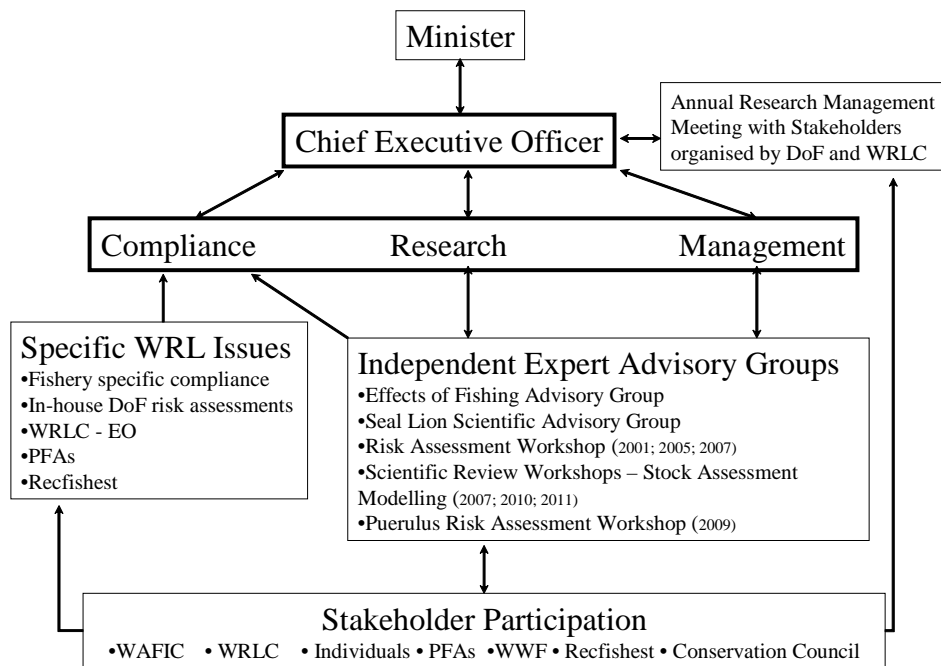 Minister
Chief Executive Officer
Annual Research Management
Meeting with Stakeholders
organised by DoF and WRLC
Compliance Research Management
Specific WRL Issues
•Fishery specific compliance
•In-house DoF risk assessments
•WRLC - EO
•PFAs
•Recfishest
Independent Expert Advisory Groups
•Effects of Fishing Advisory Group
•Seal Lion Scientific Advisory Group
•Risk Assessment Workshop (2001; 2005; 2007)
•Scientific Review Workshops – Stock Assessment
Modelling (2007; 2010; 2011)
•Puerulus Risk Assessment Workshop (2009)
Stakeholder Participation
•WAFIC •WRLC • Individuals • PFAs •WWF • Recfishest • Conservation Council